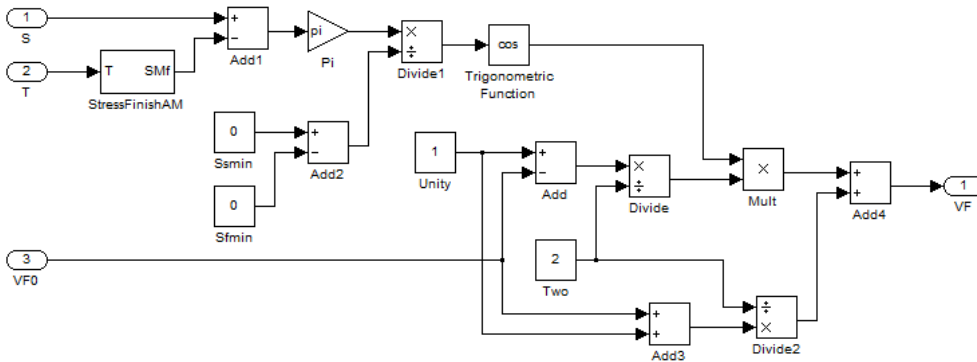 1
S
+
−
Add1
pi
Pi
×
÷
Divide1
cos
Trigonometric
Function
2
T
T SMf
StressFinishAM
0
Ssmin
+
−
Add2
0
Sfmin
1
Unity
+
−
Add
×
÷
Divide
×
Mult
+
+
Add4
1
VF
3
VF0
2
Two
+
+
Add3
÷
×
Divide2